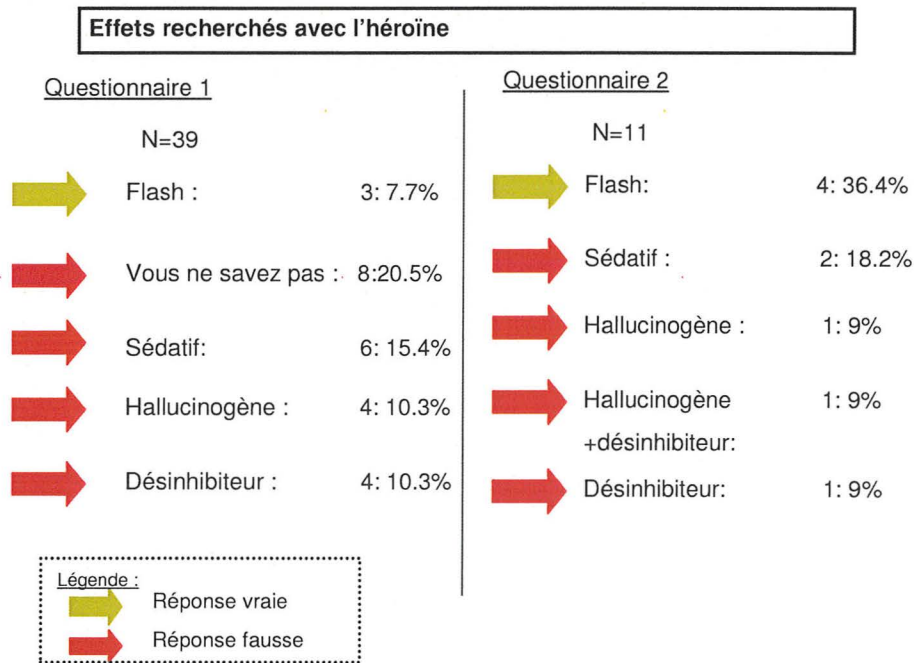 Effets recherchés avec l'héroïne
Questionnaire 1
N=39
Flash : 3: 7.7%
Vous ne savez pas : 8:20.5%
Sédatif: 6: 15.4%
Hallucinogène : 4: 10.3%
Désinhibiteur : 4: 10.3%
Questionnaire 2
N=11
Flash: 4: 36.4%
Sédatif : 2: 18.2%
Hallucinogène : 1: 9%
Hallucinogène 1: 9%
+désinhibiteur:
Désinhibiteur: 1: 9%
Légende :
Réponse vraie
Réponse fausse